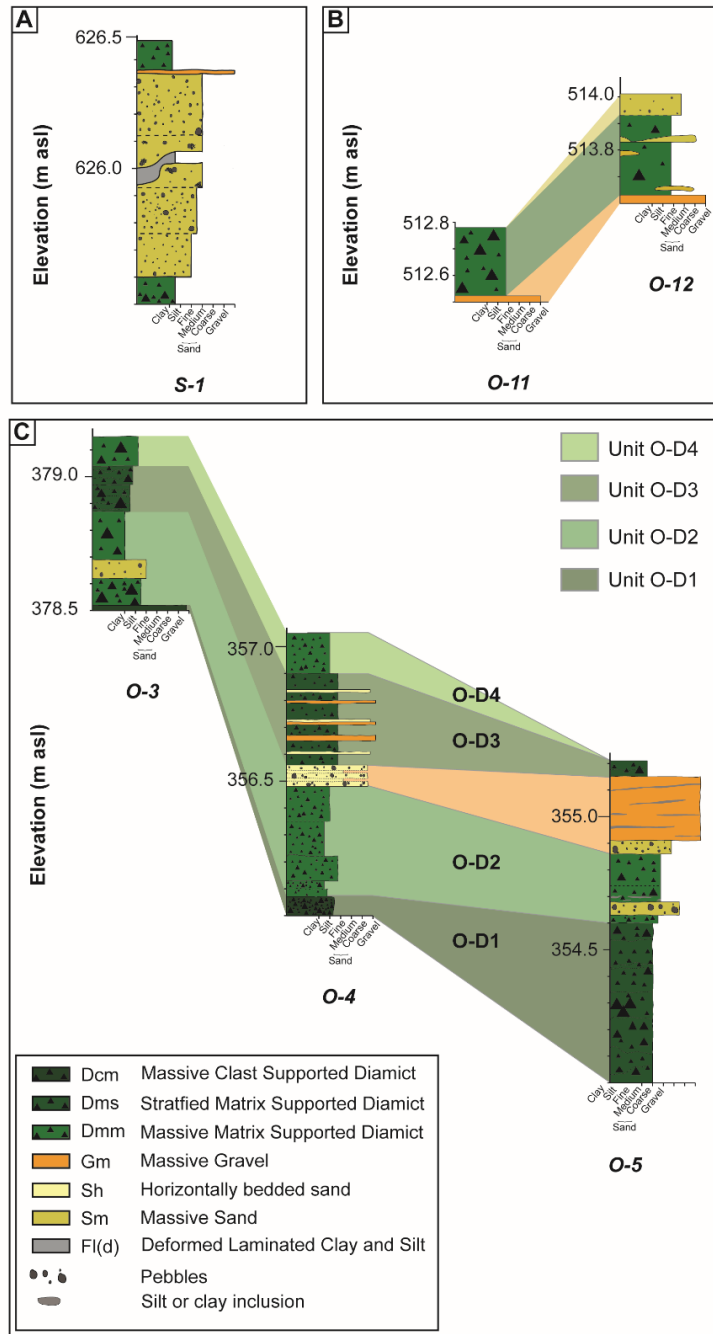 A
626.5
626.0
Elevation (m asl)
Clay
Silt
Fine
Medium
Coarse
Gravel
Sand
S-1
B
514.0
513.8
512.8
512.6
Elevation (m asl)
Clay
Silt
Fine
Medium
Coarse
Gravel
Sand
O-12
Clay
Silt
Fine
Medium
Coarse
Gravel
Sand
O-11
C
Unit O-D4
Unit O-D3
Unit O-D2
Unit O-D1
379.0
378.5
Clay
Silt
Fine
Medium
Coarse
Gravel
Sand
O-3
Elevation (m asl)
357.0
356.5
O-D4
O-D3
O-D2
O-D1
Clay
Silt
Fine
Medium
Coarse
Gravel
Sand
O-4
355.0
354.5
Clay
Silt
Fine
Medium
Coarse
Gravel
Sand
O-5
Dcm Massive Clast Supported Diamict
Dms Stratfied Matrix Supported Diamict
Dmm Massive Matrix Supported Diamict
Gm Massive Gravel
Sh Horizontally bedded sand
Sm Massive Sand
Fl(d) Deformed Laminated Clay and Silt
Pebbles
Silt or clay inclusion